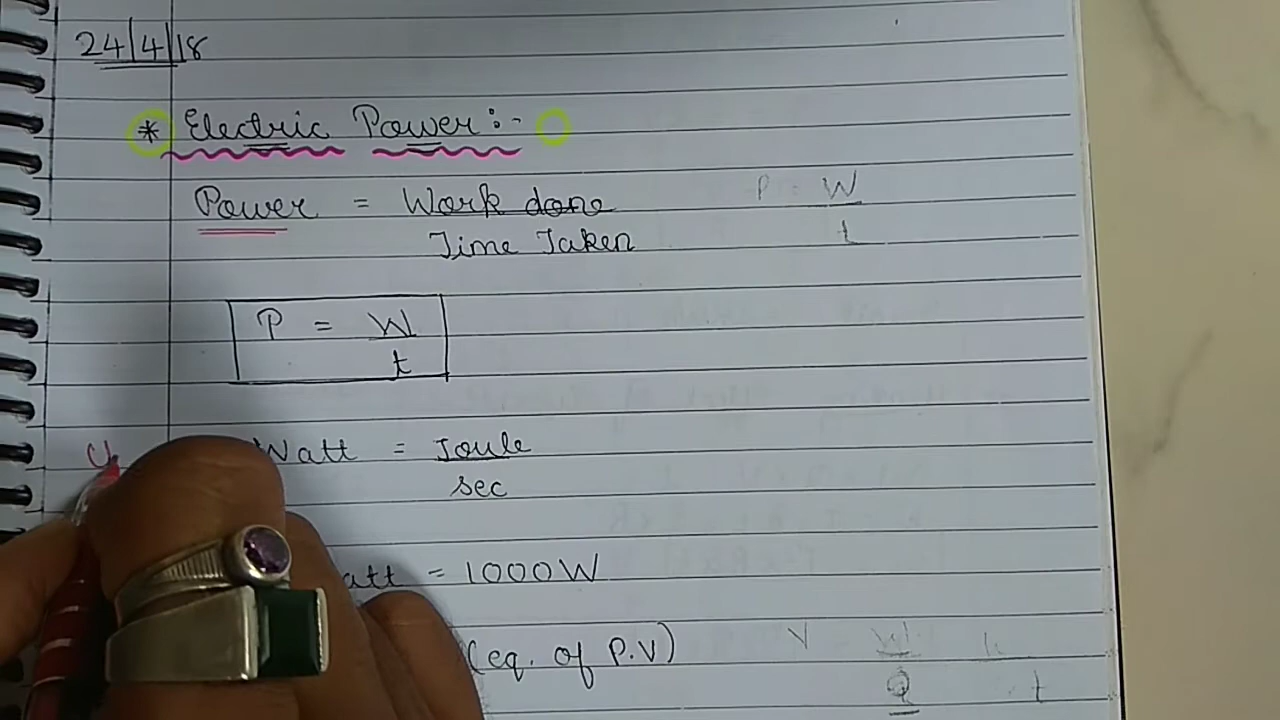 24/4/18
* Electric Power:-
Power = Work done
Time Taken
P = W
t
P = W
t
Watt = Joule
sec
att = 1000W
(eq. of P.V)
V W
Q t